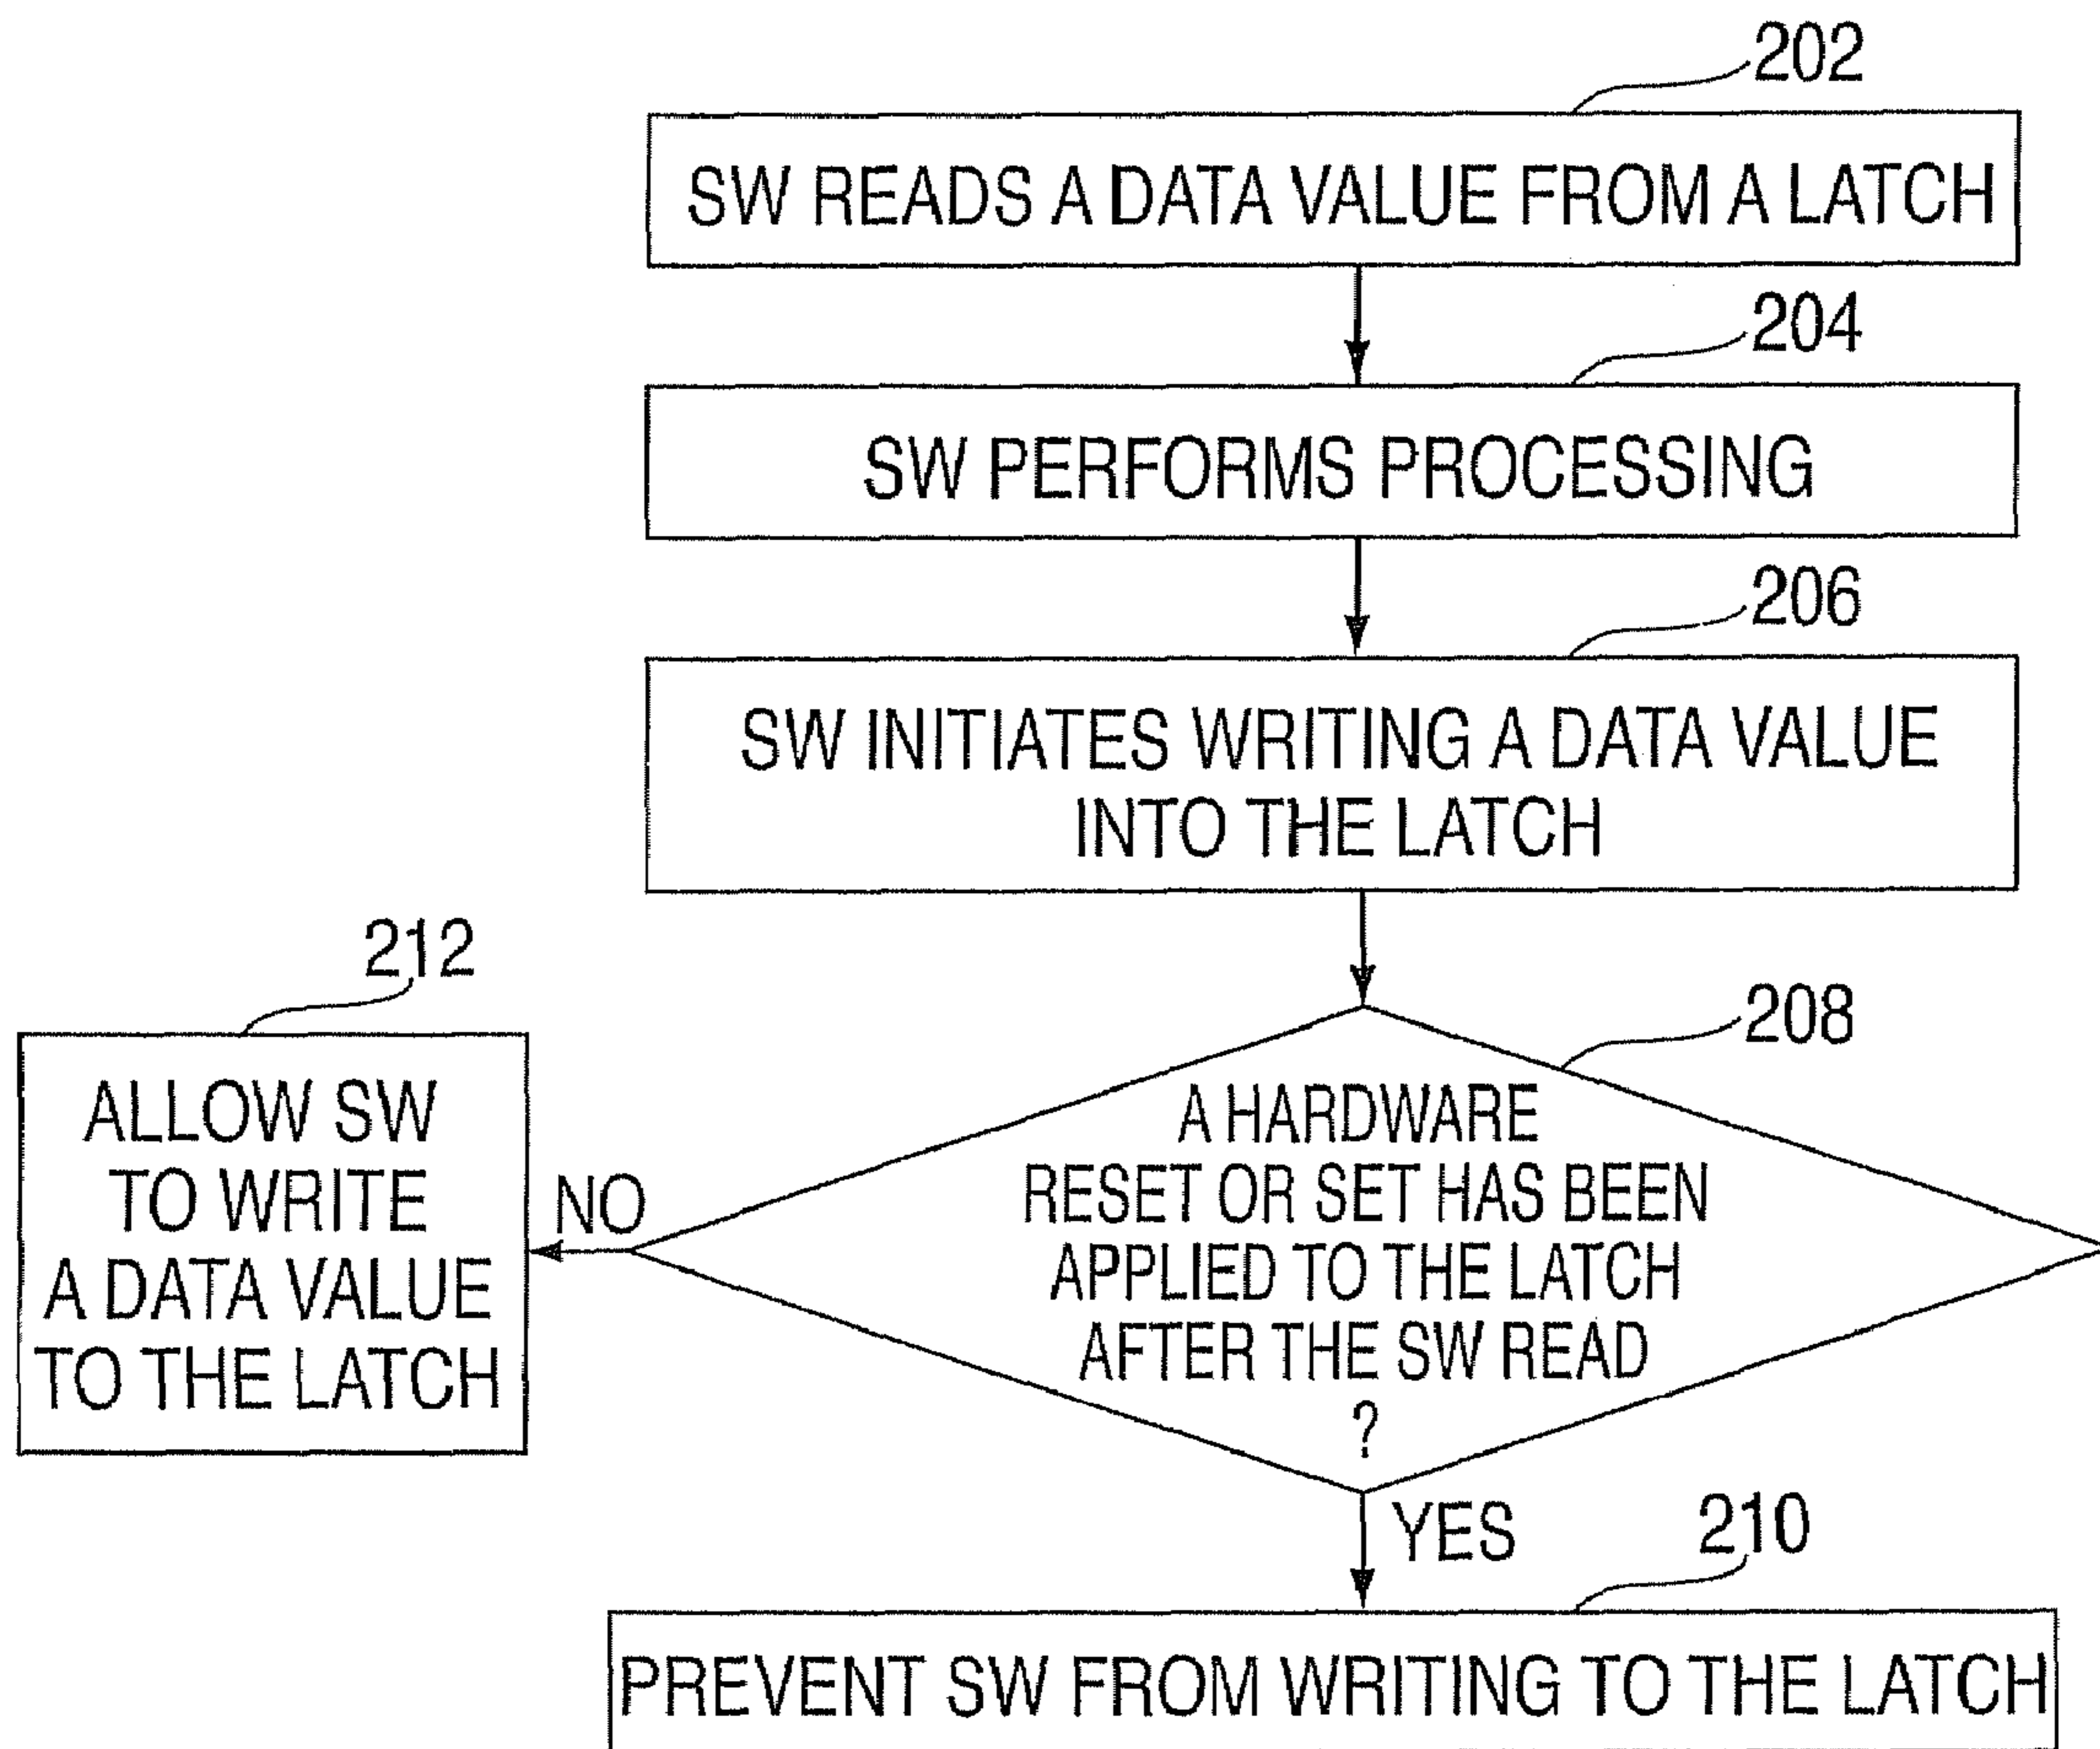 202
SW READS A DATA VALUE FROM A LATCH
204
SW PERFORMS PROCESSING
206
SW INITIATES WRITING A DATA VALUE
INTO THE LATCH
212
208
ALLOW SW
TO WRITE
A DATA VALUE
TO THE LATCH
NO
A HARDWARE
RESET OR SET HAS BEEN
APPLIED TO THE LATCH
AFTER THE SW READ
?
YES
210
PREVENT SW FROM WRITING TO THE LATCH